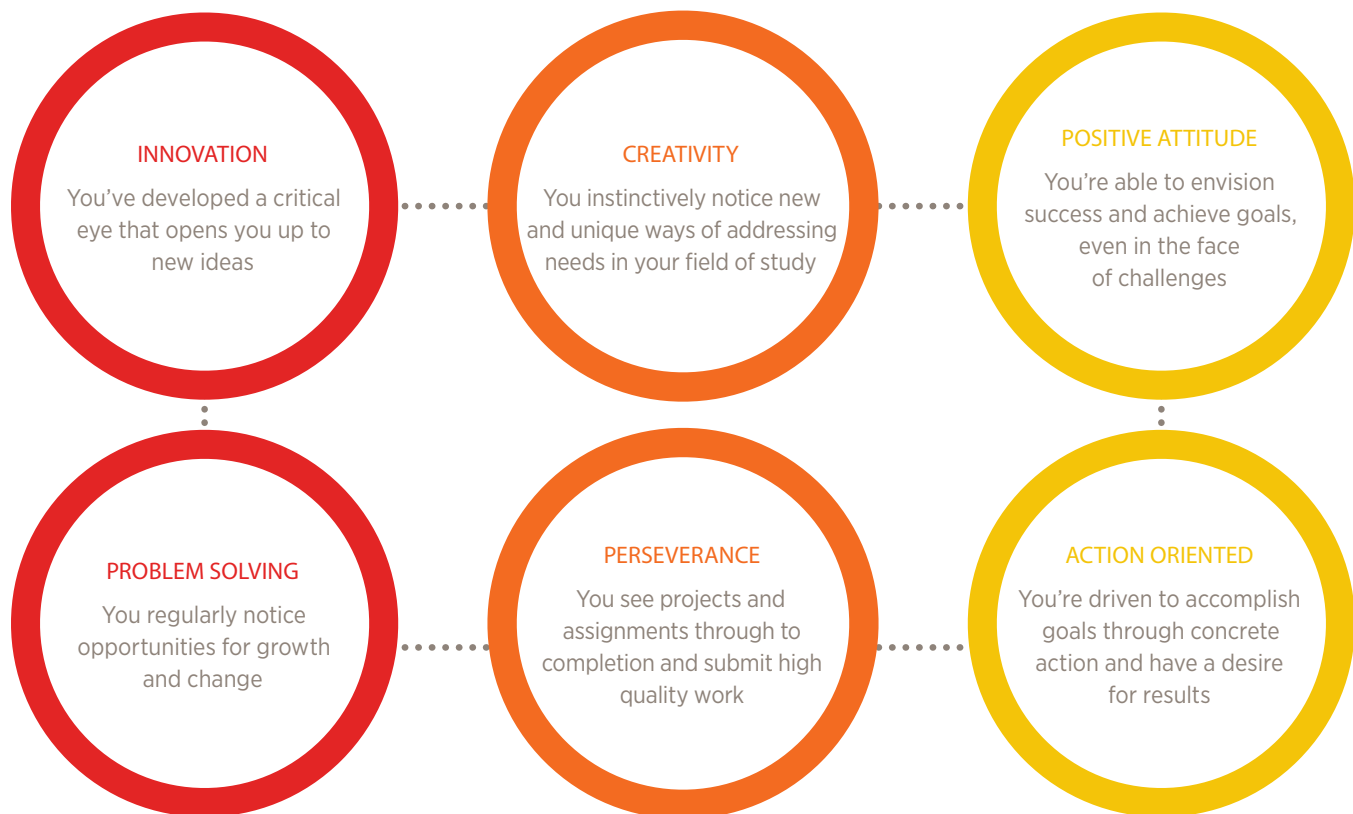 INNOVATION
You’ve developed a critical
eye that opens you up to
new ideas
CREATIVITY
You instinctively notice new
and unique ways of addressing
needs in your field of study
POSITIVE ATTITUDE
You’re able to envision
success and achieve goals,
even in the face
of challenges
PROBLEM SOLVING
You regularly notice
opportunities for growth
and change
PERSEVERANCE
You see projects and
assignments through to
completion and submit high
quality work
ACTION ORIENTED
You’re driven to accomplish
goals through concrete
action and have a desire
for results